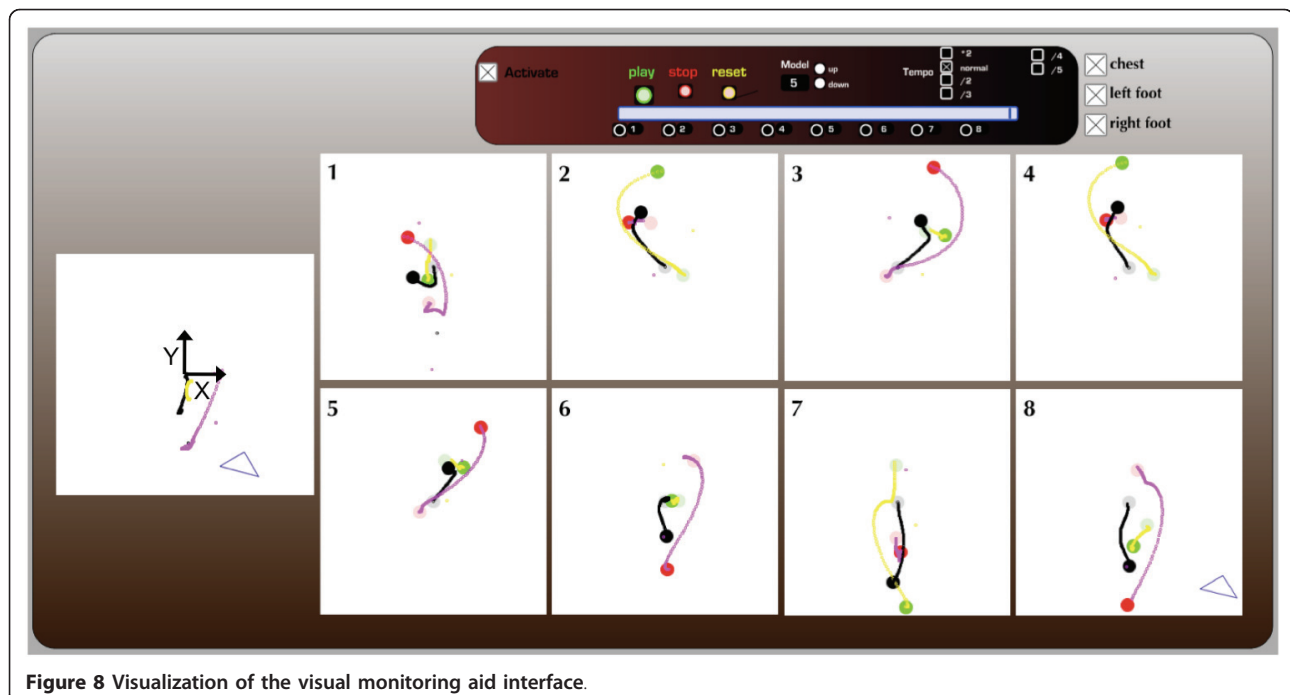 Activate
play stop reset
Model
5
up
down
Tempo
*2
normal
/2
/3
/4
/5
chest
left foot
right foot
1 2 3 4 5 6 7 8
1 2 3 4
Y
X
5 6 7 8
Figure 8 Visualization of the visual monitoring aid interface.